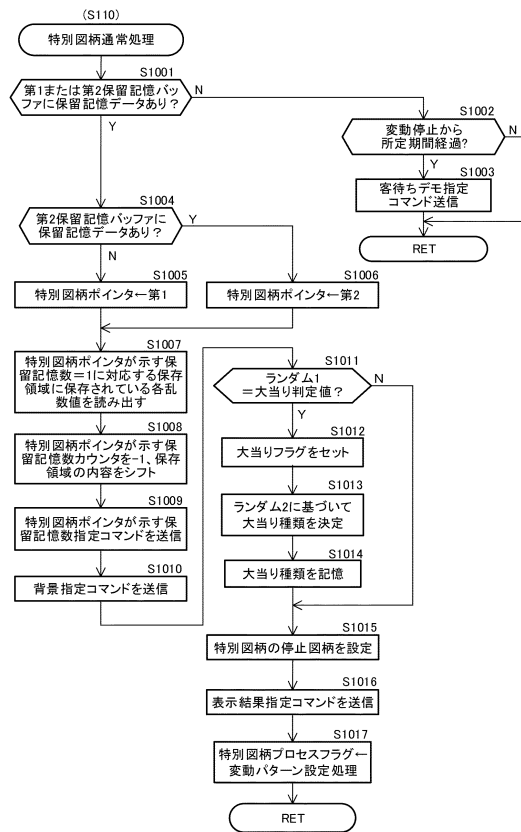 (S110)
特別図柄通常処理
S1001
第1または第2保留記憶バッ
ファに保留記憶データあり？
N
Y
S1002
変動停止から
所定期間経過?
N
Y
S1003
客待ちデモ指定
コマンド送信
RET
S1004
第2保留記憶バッファに
保留記憶データあり？
Y
N
S1005
特別図柄ポインタ←第1
S1006
特別図柄ポインタ←第2
S1007
特別図柄ポインタが示す保
留記憶数＝1に対応する保存
領域に保存されている各乱
数値を読み出す
S1008
特別図柄ポインタが示す保
留記憶数カウンタを-1、保存
領域の内容をシフト
S1009
特別図柄ポインタが示す保
留記憶数指定コマンドを送信
S1010
背景指定コマンドを送信
S1011
ランダム1
＝大当り判定値？
N
Y
S1012
大当りフラグをセット
S1013
ランダム2に基づいて
大当り種類を決定
S1014
大当り種類を記憶
S1015
特別図柄の停止図柄を設定
S1016
表示結果指定コマンドを送信
S1017
特別図柄プロセスフラグ←
変動パターン設定処理
RET